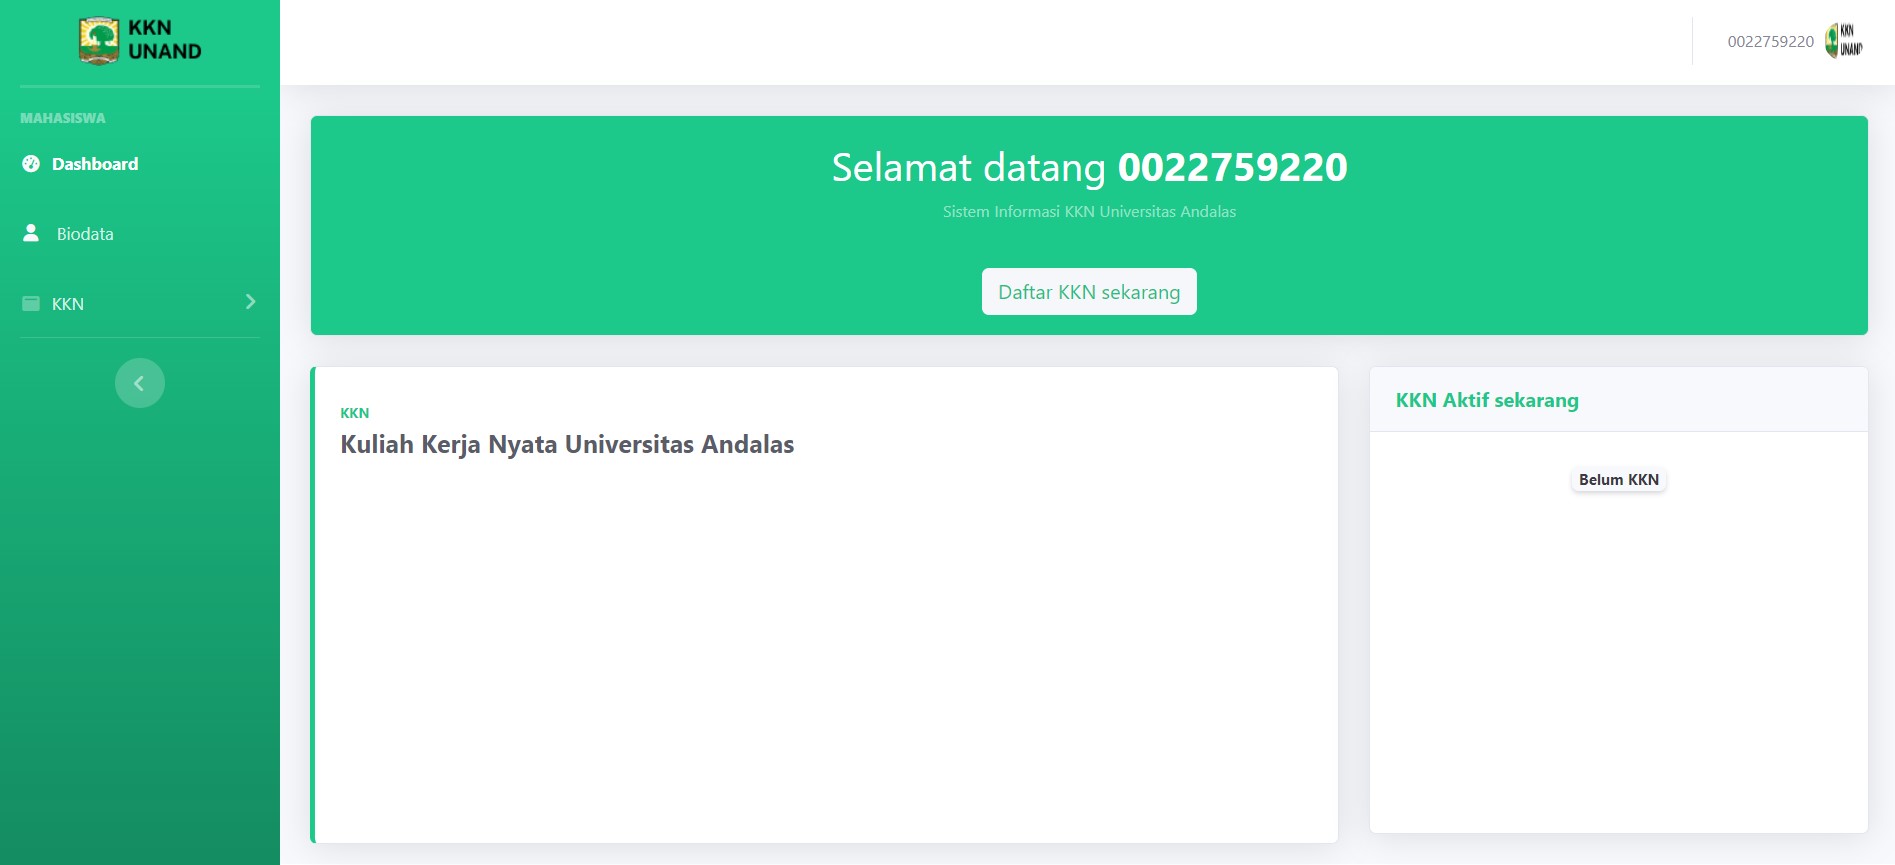 KKN
UNAND
0022759220
KKN
UNAND
MAHASISWA
Dashboard
Biodata
KKN
Selamat datang 0022759220
Sistem Informasi KKN Universitas Andalas
Daftar KKN sekarang
KKN
Kuliah Kerja Nyata Universitas Andalas
KKN Aktif sekarang
Belum KKN